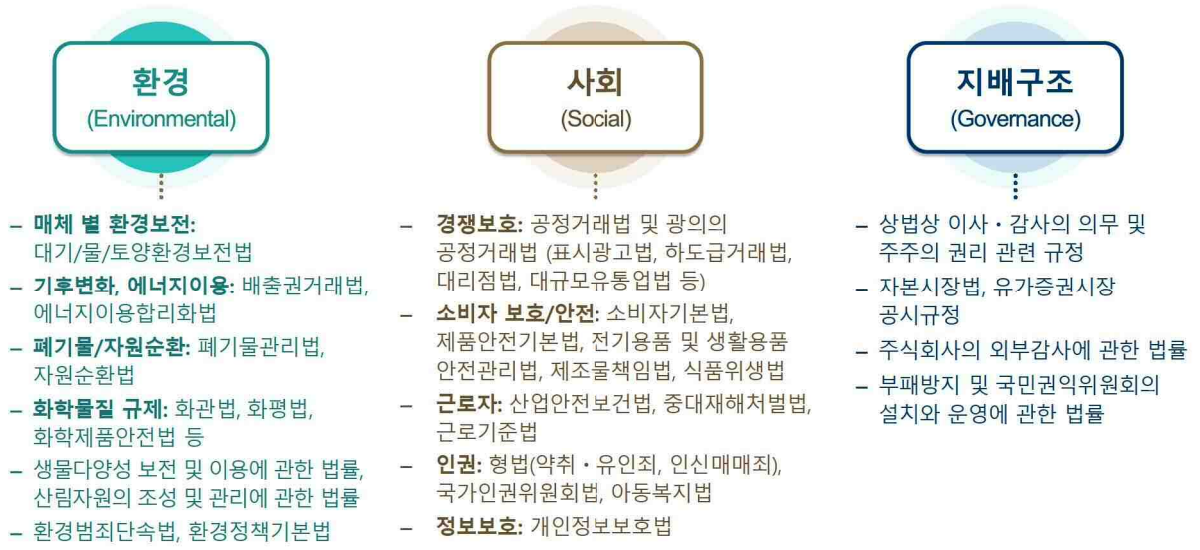 환경
(Environmental)
– 매체 별 환경보전:
대기/물/토양환경보전법
– 기후변화, 에너지이용: 배출권거래법,
에너지이용합리화법
– 폐기물/자원순환: 폐기물관리법,
자원순환법
– 화학물질 규제: 화관법, 화평법,
화학제품안전법 등
– 생물다양성 보전 및 이용에 관한 법률,
산림자원의 조성 및 관리에 관한 법률
– 환경범죄단속법, 환경정책기본법
사회
(Social)
– 경쟁보호: 공정거래법 및 광의의
공정거래법 (표시광고법, 하도급거래법,
대리점법, 대규모유통업법 등)
– 소비자 보호/안전: 소비자기본법,
제품안전기본법, 전기용품 및 생활용품
안전관리법, 제조물책임법, 식품위생법
– 근로자: 산업안전보건법, 중대재해처벌법,
근로기준법
– 인권: 형법(약취・유인죄, 인신매매죄),
국가인권위원회법, 아동복지법
– 정보보호: 개인정보보호법
지배구조
(Governance)
– 상법상 이사・감사의 의무 및
주주의 권리 관련 규정
– 자본시장법, 유가증권시장
공시규정
– 주식회사의 외부감사에 관한 법률
– 부패방지 및 국민권익위원회의
설치와 운영에 관한 법률